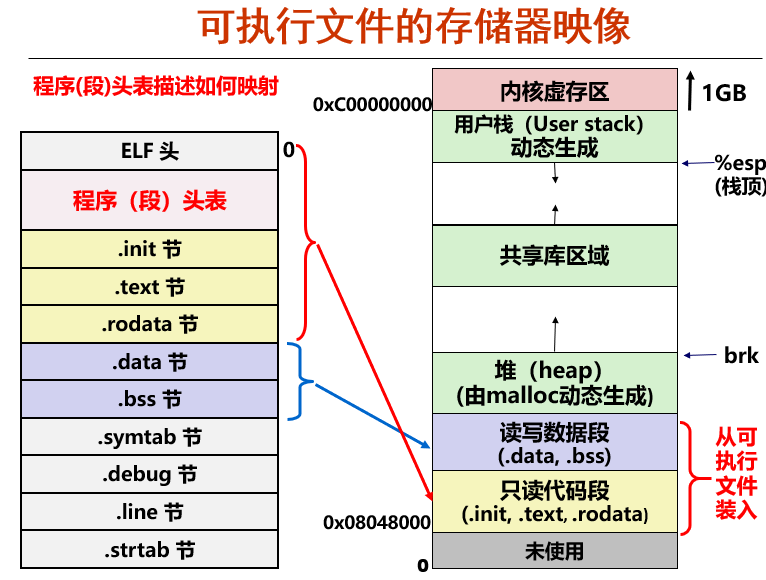 可执行文件的存储器映像
程序(段)头表描述如何映射
ELF 头
0
程序（段）头表
.init 节
.text 节
.rodata 节
.data 节
.bss 节
.symtab 节
.debug 节
.line 节
.strtab 节
0xC00000000
内核虚存区
1GB
用户栈（User stack）
动态生成
%esp
(栈顶)
共享库区域
brk
堆（heap）
(由malloc动态生成)
读写数据段
(.data, .bss)
只读代码段
(.init, .text, .rodata)
0x08048000
未使用
0
从可
执行
文件
装入